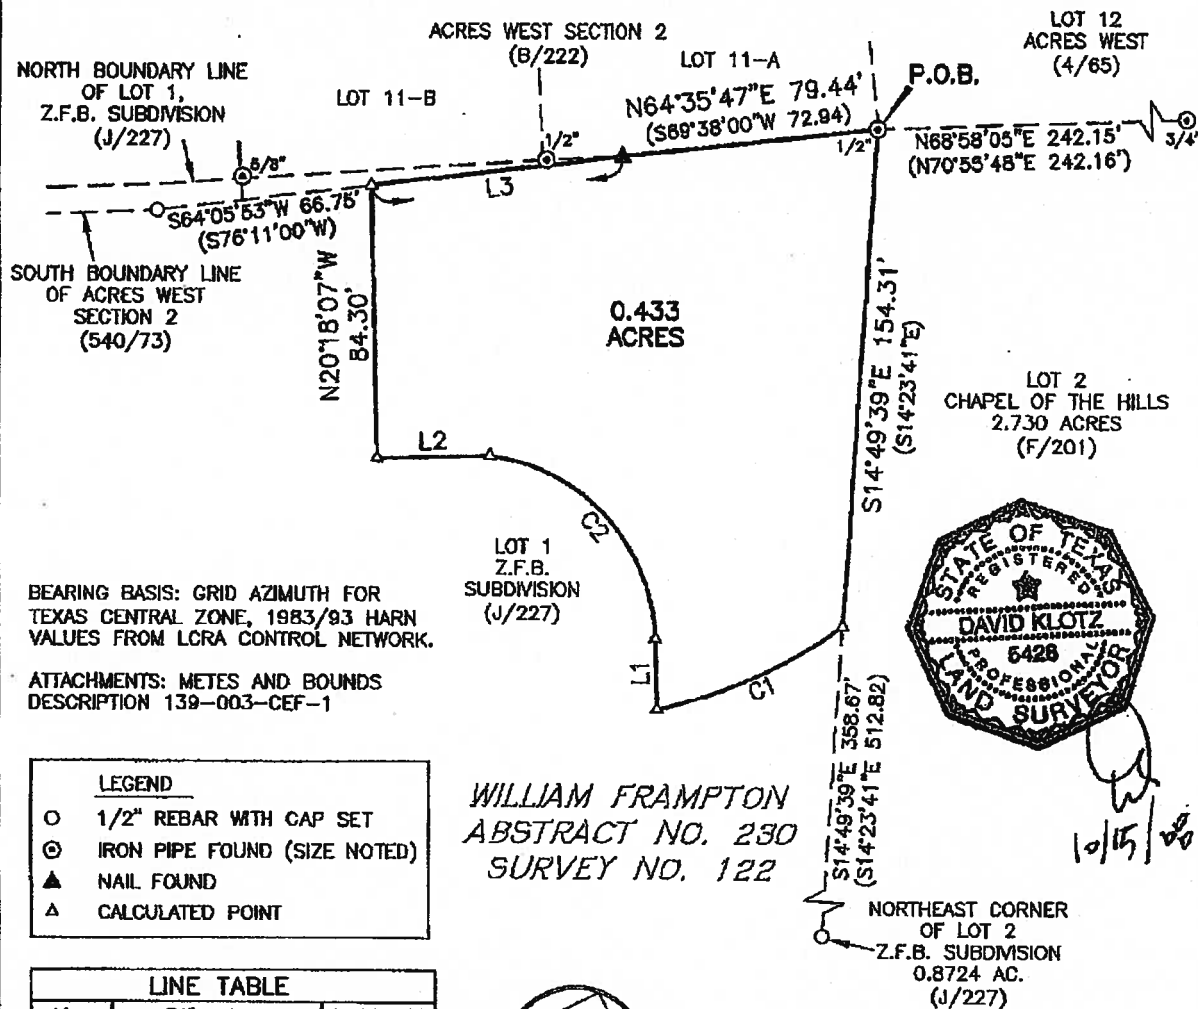 ACRES WEST SECTION 2
(B/222)
LOT 12
ACRES WEST
(4/65)
NORTH BOUNDARY LINE
OF LOT 1,
Z.F.B. SUBDIVISION
(J/227)
LOT 11-B
LOT 11-A
P.O.B.
N64°35'47"E 79.44'
(S69°38'00"W 72.94)
1/2"
1/2"
5/8"
3/4"
N68°58'05"E 242.15'
(N70°55'48"E 242.16')
L3
S64°05'53"W 66.75'
(S76°11'00"W)
SOUTH BOUNDARY LINE
OF ACRES WEST
SECTION 2
(540/73)
N20°18'07"W
84.30'
0.433
ACRES
S14°49'39"E 154.31'
(S14°23'41"E)
LOT 2
CHAPEL OF THE HILLS
2.730 ACRES
(F/201)
L2
C2
LOT 1
Z.F.B.
SUBDIVISION
(J/227)
L1
C1
BEARING BASIS: GRID AZIMUTH FOR
TEXAS CENTRAL ZONE, 1983/93 HARN
VALUES FROM LCRA CONTROL NETWORK.
ATTACHMENTS: METES AND BOUNDS
DESCRIPTION 139-003-CEF-1
STATE OF TEXAS
REGISTERED
DAVID KLOTZ
5428
PROFESSIONAL
LAND SURVEYOR
S14°49'39"E 358.67'
(S14°23'41"E 512.82)
LEGEND
1/2" REBAR WITH CAP SET
IRON PIPE FOUND (SIZE NOTED)
NAIL FOUND
CALCULATED POINT
WILLIAM FRAMPTON
ABSTRACT NO. 230
SURVEY NO. 122
NORTHEAST CORNER
OF LOT 2
Z.F.B. SUBDIVISION
0.8724 AC.
(J/227)
LINE TABLE